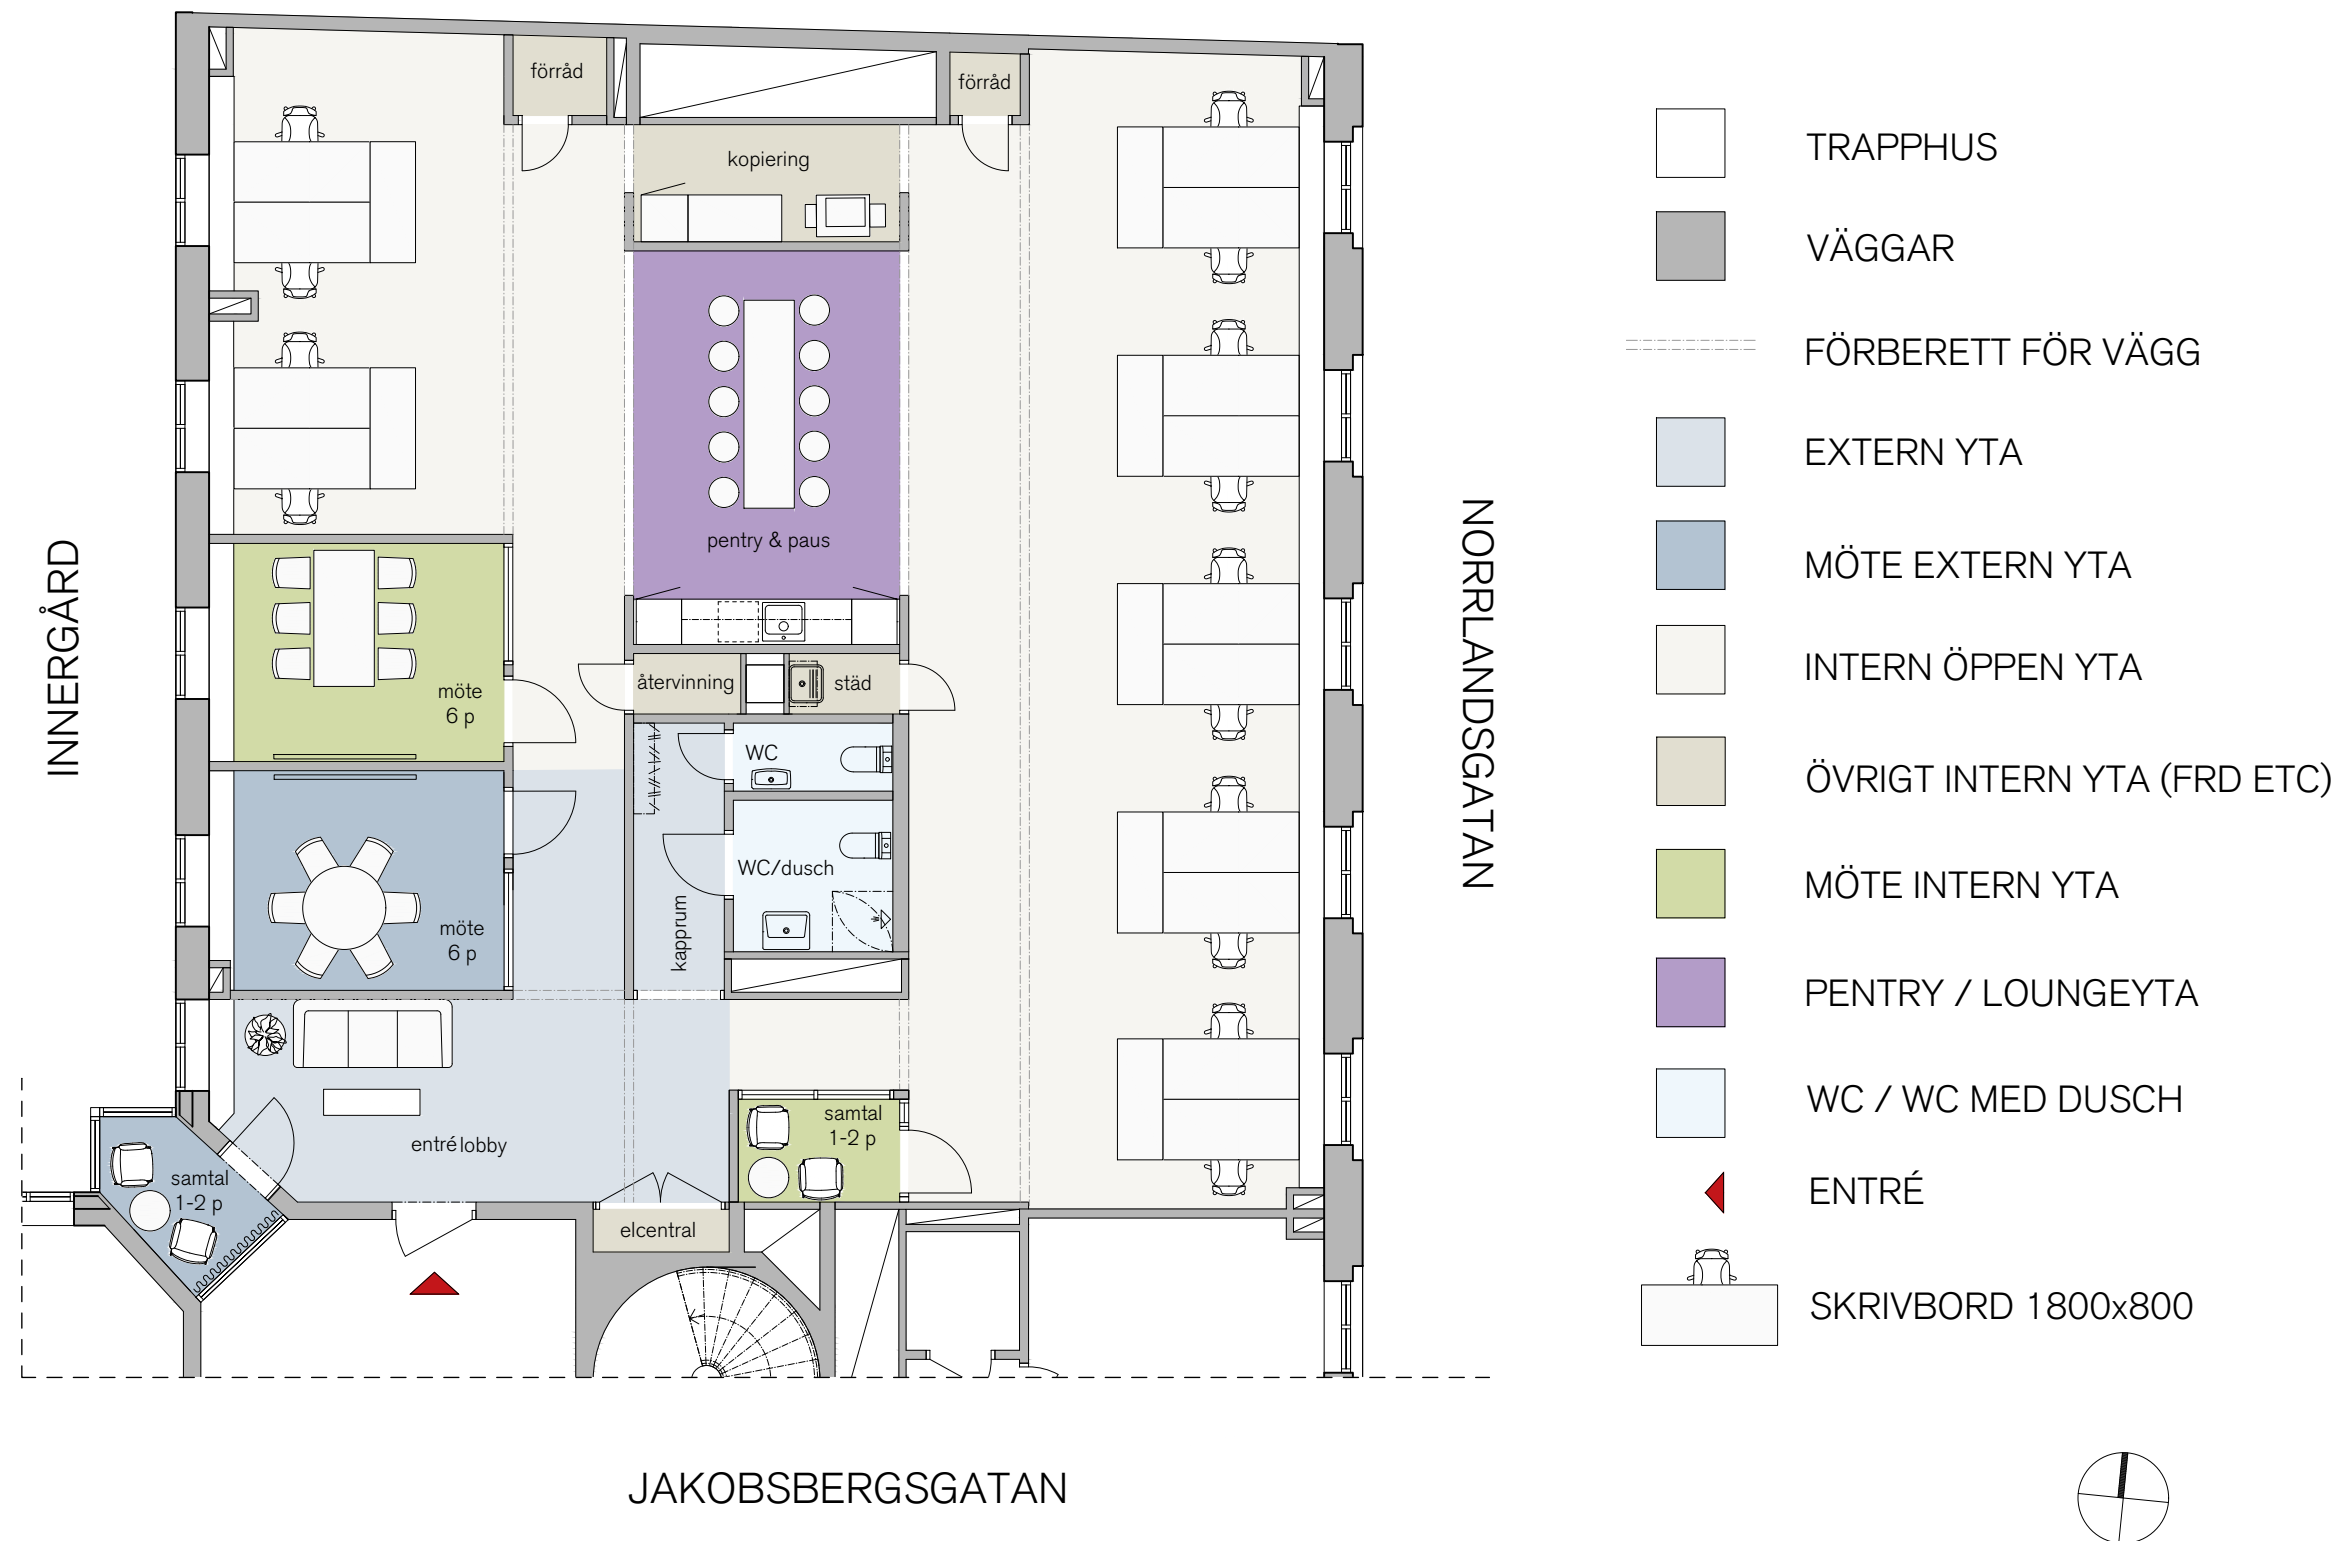 förråd
förråd
kopiering
pentry & paus
möte
6 p
återvinning
städ
WC
WC/dusch
kapprum
möte
6 p
entré lobby
samtal
1-2 p
samtal
1-2 p
elcentral
INNERGÅRD
NORRLANDSGATAN
JAKOBSBERGSGATAN
TRAPPHUS
VÄGGAR
FÖRBERETT FÖR VÄGG
EXTERN YTA
MÖTE EXTERN YTA
INTERN ÖPPEN YTA
ÖVRIGT INTERN YTA (FRD ETC)
MÖTE INTERN YTA
PENTRY / LOUNGEYTA
WC / WC MED DUSCH
ENTRÉ
SKRIVBORD 1800x800